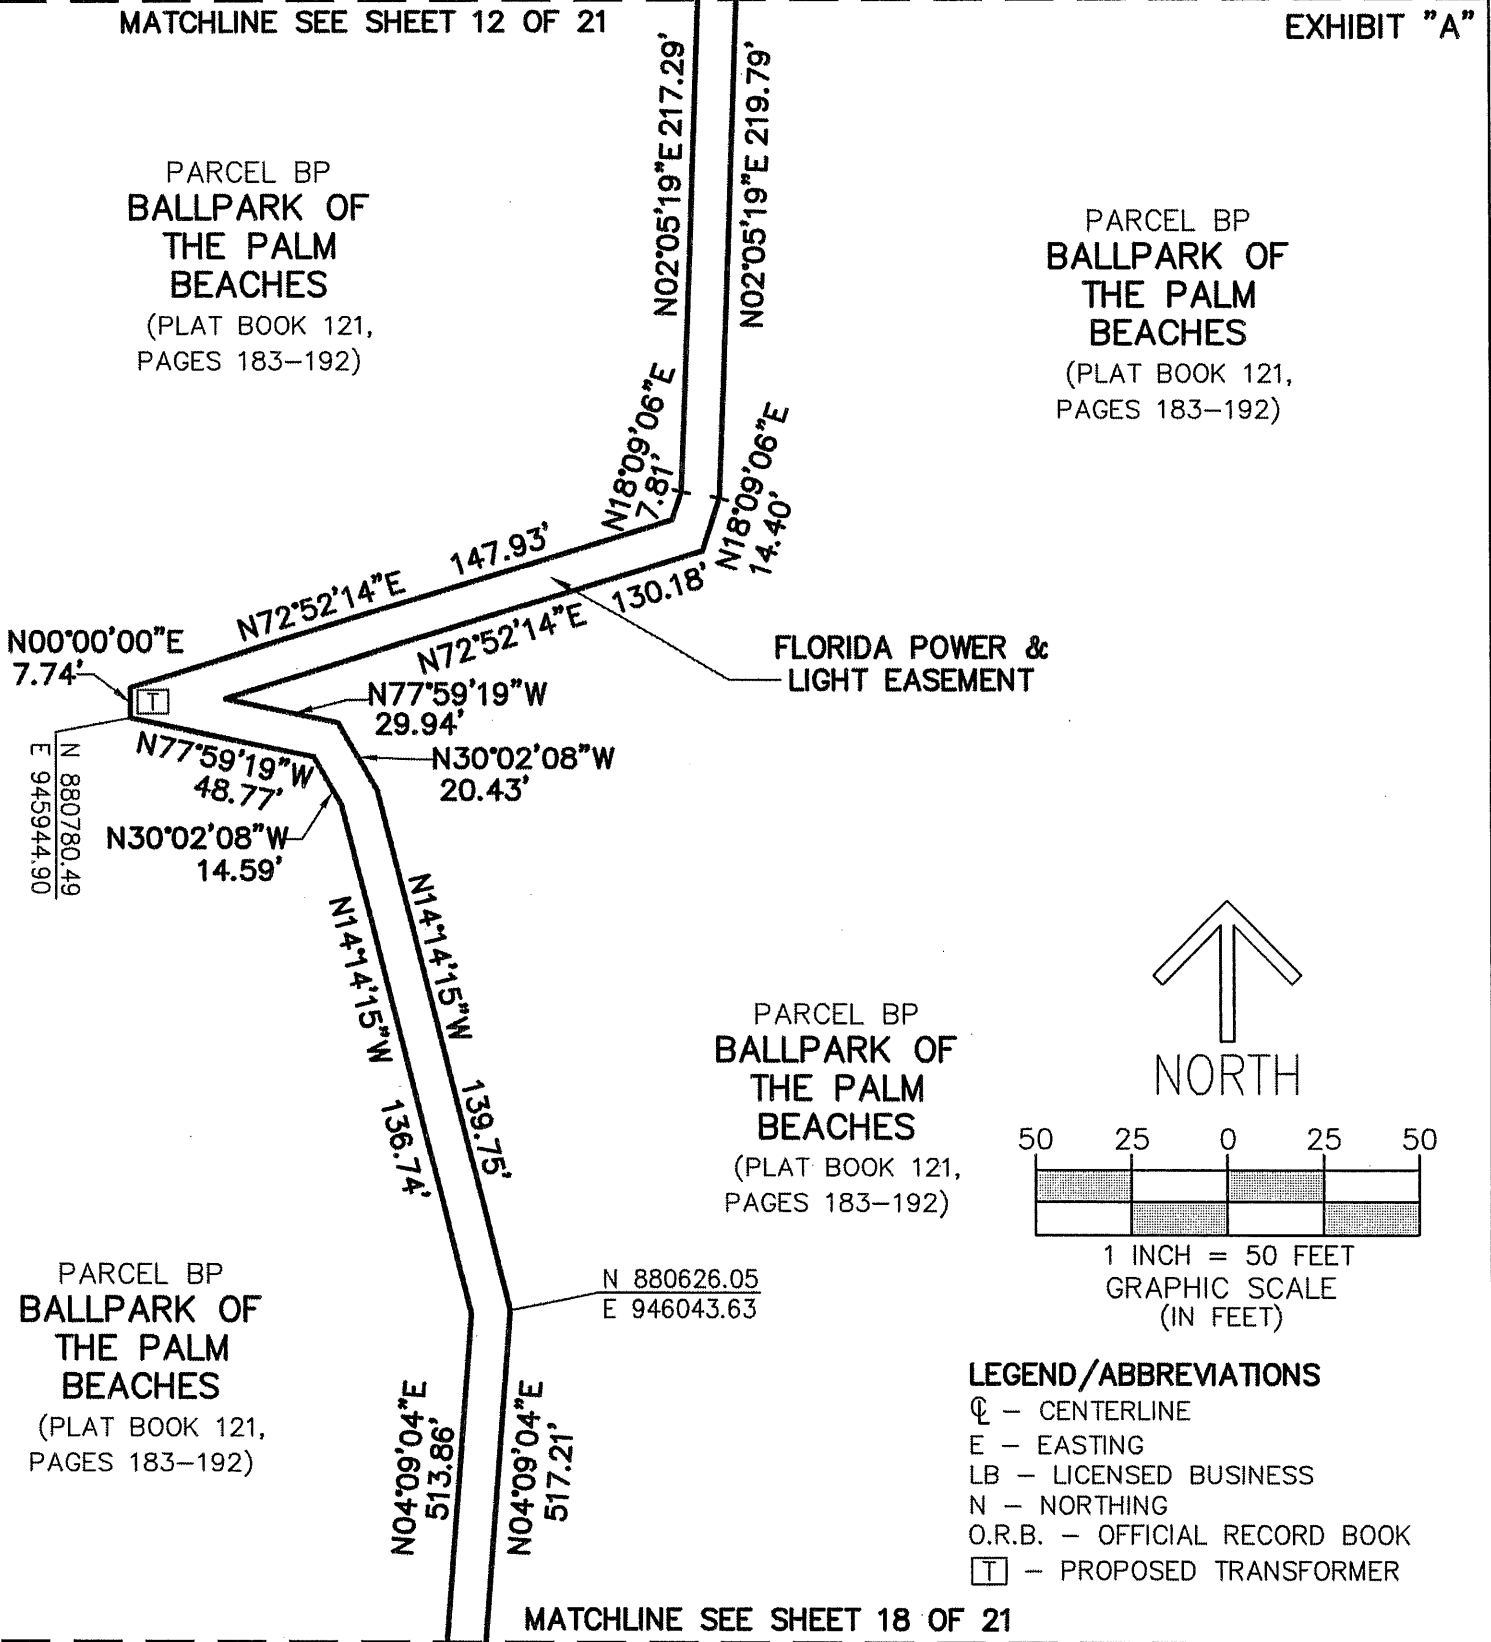 MATCHLINE SEE SHEET 12 OF 21
EXHIBIT "A"
N02°05'19"E 217.29'
N02°05'19"E 219.79'
PARCEL BP
BALLPARK OF
THE PALM
BEACHES
(PLAT BOOK 121,
PAGES 183-192)
PARCEL BP
BALLPARK OF
THE PALM
BEACHES
(PLAT BOOK 121,
PAGES 183-192)
N18°09'06"E
7.81'
N18°09'06"E
14.40'
N72°52'14"E 147.93'
N72°52'14"E 130.18'
N00°00'00"E
7.74'
T
FLORIDA POWER &
LIGHT EASEMENT
N77°59'19"W
29.94'
N30°02'08"W
20.43'
N77°59'19"W
48.77'
N 880780.49
E 945944.90
N30°02'08"W
14.59'
N14°14'15"W 136.74'
N14°14'15"W 139.75'
PARCEL BP
BALLPARK OF
THE PALM
BEACHES
(PLAT BOOK 121,
PAGES 183-192)
NORTH
50 25 0 25 50
1 INCH = 50 FEET
GRAPHIC SCALE
(IN FEET)
N 880626.05
E 946043.63
PARCEL BP
BALLPARK OF
THE PALM
BEACHES
(PLAT BOOK 121,
PAGES 183-192)
N04°09'04"E
513.86'
N04°09'04"E
517.21'
LEGEND/ABBREVIATIONS
℄ - CENTERLINE
E - EASTING
LB - LICENSED BUSINESS
N - NORTHING
O.R.B. - OFFICIAL RECORD BOOK
T - PROPOSED TRANSFORMER
MATCHLINE SEE SHEET 18 OF 21